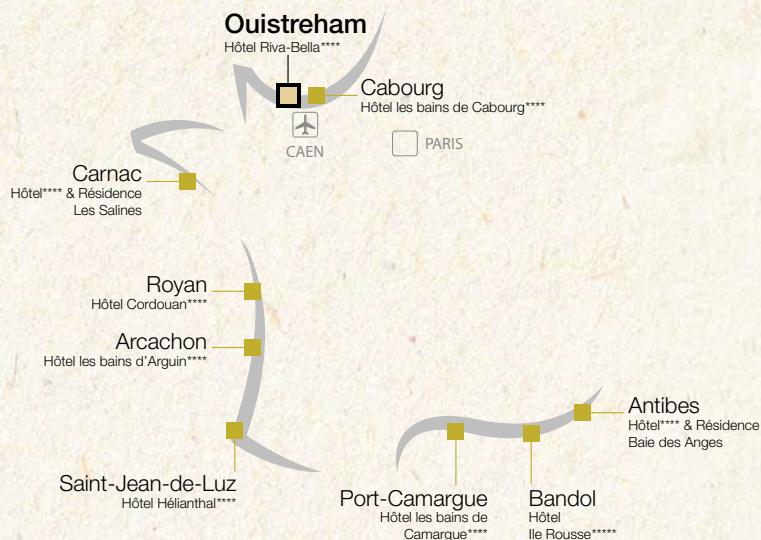 Ouistreham
Hôtel Riva-Bella****
Cabourg
Hôtel les bains de Cabourg****
CAEN
PARIS
Carnac
Hôtel**** & Résidence
Les Salines
Royan
Hôtel Cordouan****
Arcachon
Hôtel les bains d'Arguin****
Saint-Jean-de-Luz
Hôtel Hélianthal****
Port-Camargue
Hôtel les bains de
Camargue****
Bandol
Hôtel
Ile Rousse*****
Antibes
Hôtel**** & Résidence
Baie des Anges